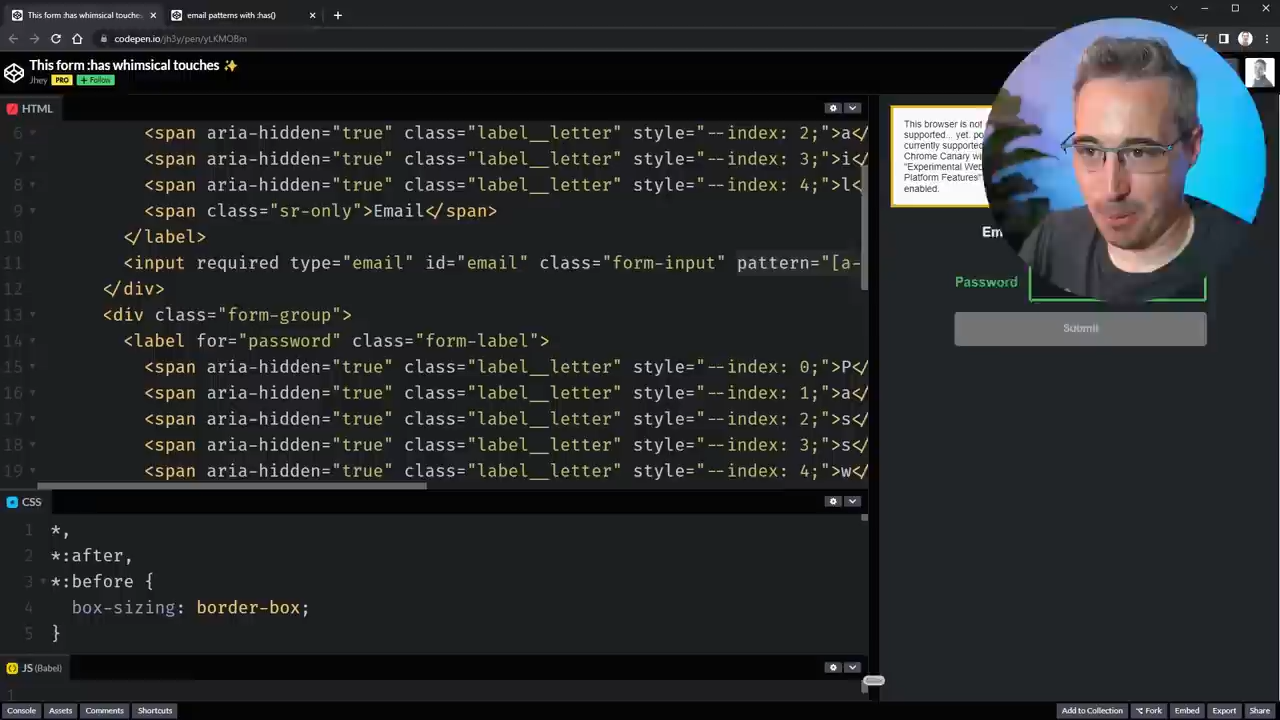 This form :has whimsical touches
email patterns with :has()
codepen.io/jh3y/pen/yLKMOBm
This form :has whimsical touches ✨
Jhey PRO + Follow
HTML
6 <span aria-hidden="true" class="label__letter" style="--index: 2;">a</
7 <span aria-hidden="true" class="label__letter" style="--index: 3;">i</
8 <span aria-hidden="true" class="label__letter" style="--index: 4;">l<
9 <span class="sr-only">Email</span>
10 </label>
11 <input required type="email" id="email" class="form-input" pattern="[a-
12 </div>
13 <div class="form-group">
14 <label for="password" class="form-label">
15 <span aria-hidden="true" class="label__letter" style="--index: 0;">P</
16 <span aria-hidden="true" class="label__letter" style="--index: 1;">a</
17 <span aria-hidden="true" class="label__letter" style="--index: 2;">s</
18 <span aria-hidden="true" class="label__letter" style="--index: 3;">s</
19 <span aria-hidden="true" class="label__letter" style="--index: 4;">w</
CSS
1 *,
2 *:after,
3 *:before {
4 box-sizing: border-box;
5 }
JS (Babel)
1
This browser is not
supported... yet.
currently supported
Chrome Canary
"Experimental Web
Platform Features"
enabled.
Em
Password
Submit
Console
Assets
Comments
Shortcuts
Add to Collection
Fork
Embed
Export
Share